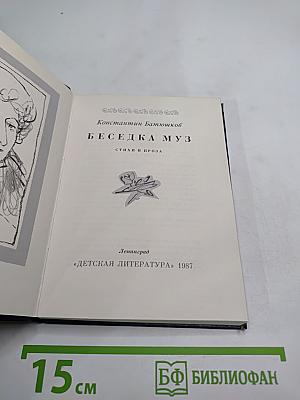 Константин Батюшков
БЕСЕДКА МУЗ
СТИХИ И ПРОЗА
Ленинград
«ДЕТСКАЯ ЛИТЕРАТУРА» 1987
15 СМ
БФ БИБЛИОФАН